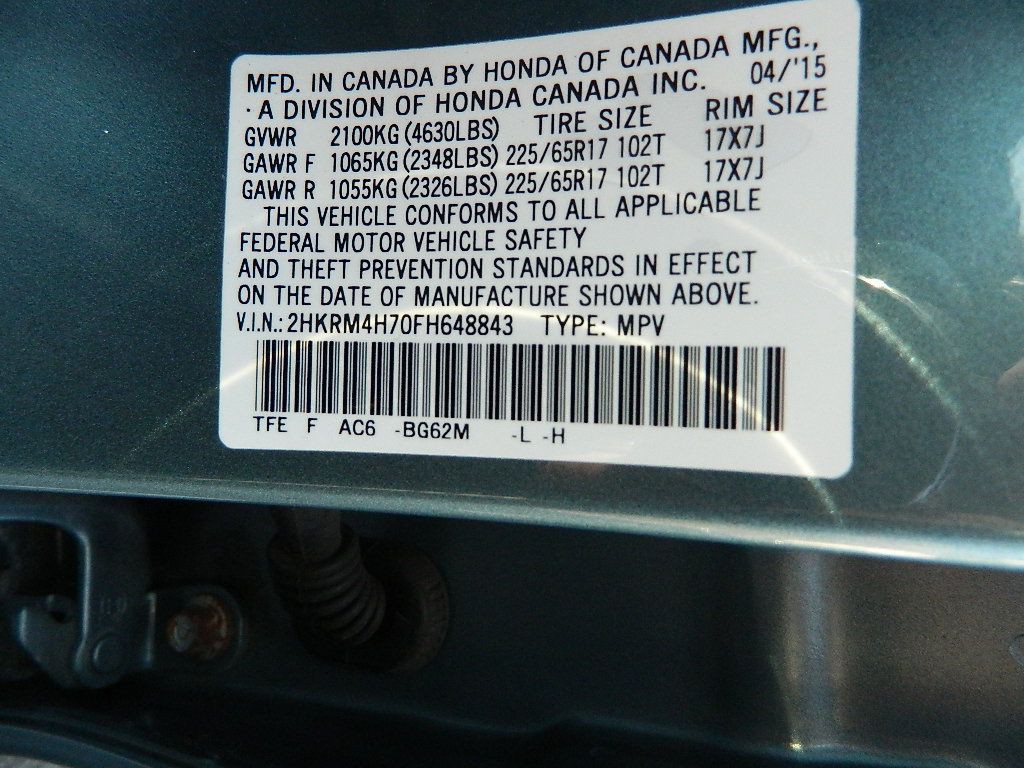 MFD. IN CANADA BY HONDA OF CANADA MFG.,
· A DIVISION OF HONDA CANADA INC. 04/'15
GVWR 2100KG (4630LBS) TIRE SIZE RIM SIZE
GAWR F 1065KG (2348LBS) 225/65R17 102T 17X7J
GAWR R 1055KG (2326LBS) 225/65R17 102T 17X7J
THIS VEHICLE CONFORMS TO ALL APPLICABLE
FEDERAL MOTOR VEHICLE SAFETY
AND THEFT PREVENTION STANDARDS IN EFFECT
ON THE DATE OF MANUFACTURE SHOWN ABOVE.
V.I.N.: 2HKRM4H70FH648843 TYPE: MPV
TFE F AC6 -BG62M -L -H